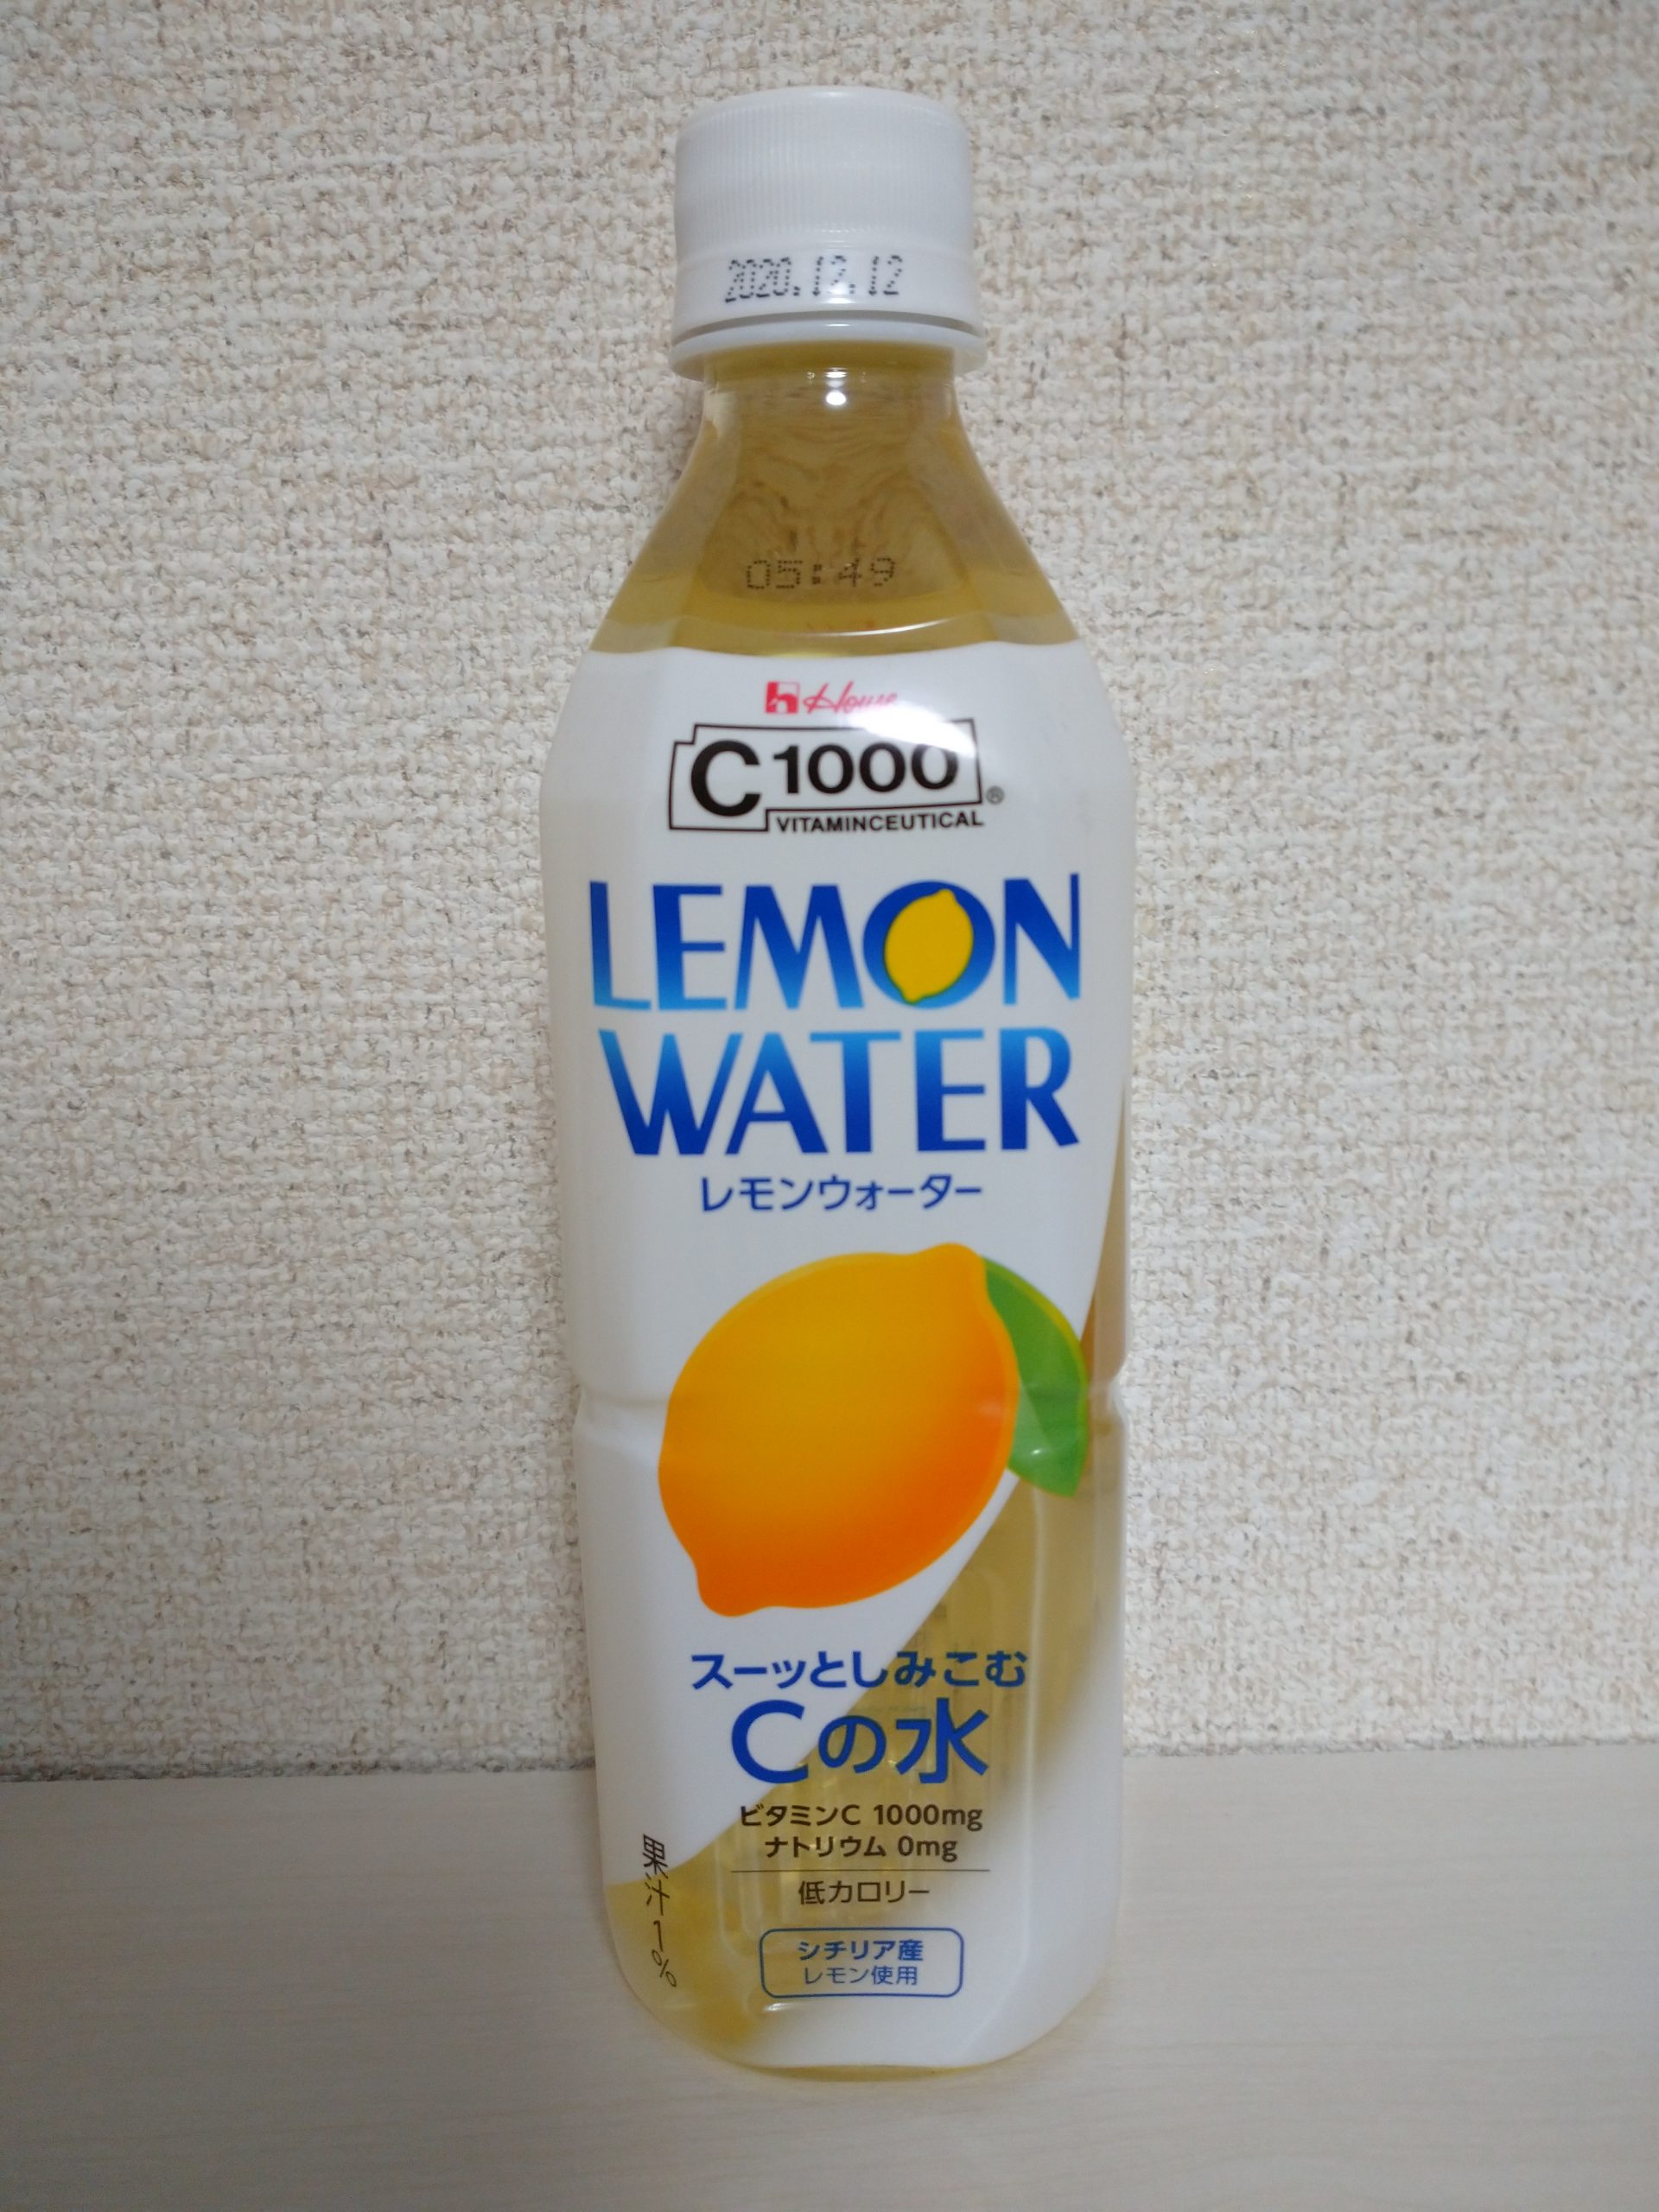 2020.12.12
05:49
House
C1000
VITAMINCEUTICAL
®
LEMON
WATER
レモンウォーター
スーッとしみこむ
Cの水
ビタミンC 1000mg
ナトリウム 0mg
低カロリー
果汁1%
シチリア産
レモン使用